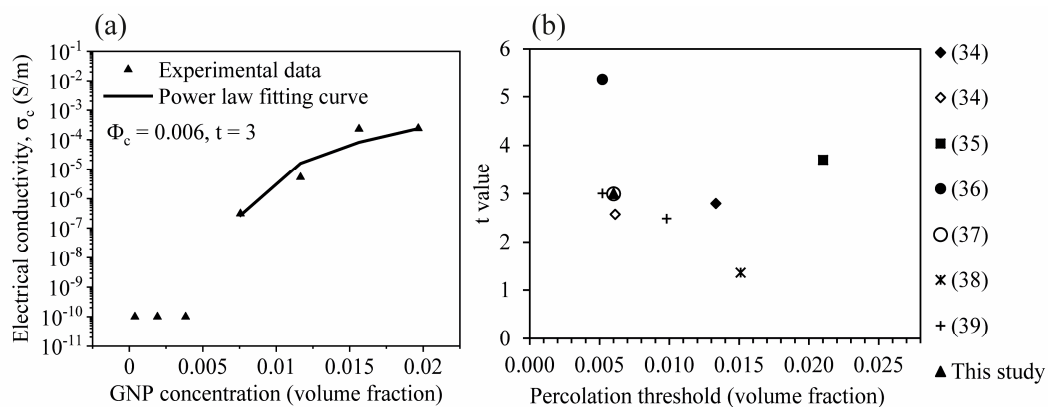 (a)
Electrical conductivity, σc (S/m)
10⁻¹
10⁻²
10⁻³
10⁻⁴
10⁻⁵
10⁻⁶
10⁻⁷
10⁻⁸
10⁻⁹
10⁻¹⁰
10⁻¹¹
Experimental data
Power law fitting curve
Φc = 0.006, t = 3
0 0.005 0.01 0.015 0.02
GNP concentration (volume fraction)
(b)
t value
6
5
4
3
2
1
0
0.000 0.005 0.010 0.015 0.020 0.025
Percolation threshold (volume fraction)
(34)
(34)
(35)
(36)
(37)
(38)
(39)
This study